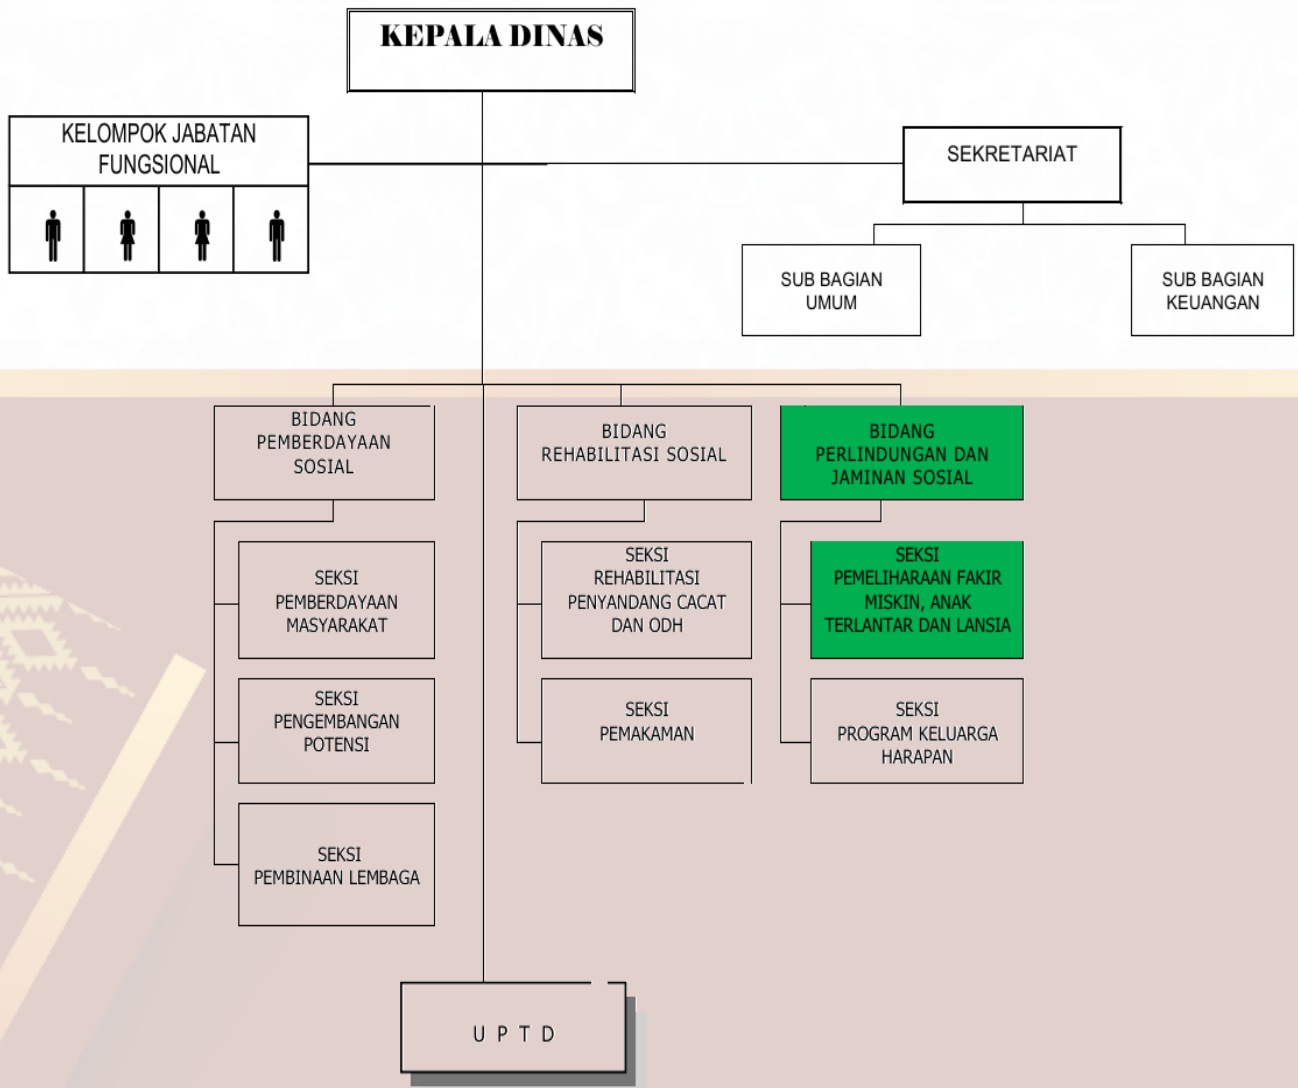 KEPALA DINAS
KELOMPOK JABATAN
FUNGSIONAL
SEKRETARIAT
SUB BAGIAN
UMUM
SUB BAGIAN
KEUANGAN
BIDANG
PEMBERDAYAAN
SOSIAL
BIDANG
REHABILITASI SOSIAL
BIDANG
PERLINDUNGAN DAN
JAMINAN SOSIAL
SEKSI
PEMBERDAYAAN
MASYARAKAT
SEKSI
REHABILITASI
PENYANDANG CACAT
DAN ODH
SEKSI
PEMELIHARAAN FAKIR
MISKIN, ANAK
TERLANTAR DAN LANSIA
SEKSI
PENGEMBANGAN
POTENSI
SEKSI
PEMAKAMAN
SEKSI
PROGRAM KELUARGA
HARAPAN
SEKSI
PEMBINAAN LEMBAGA
U P T D